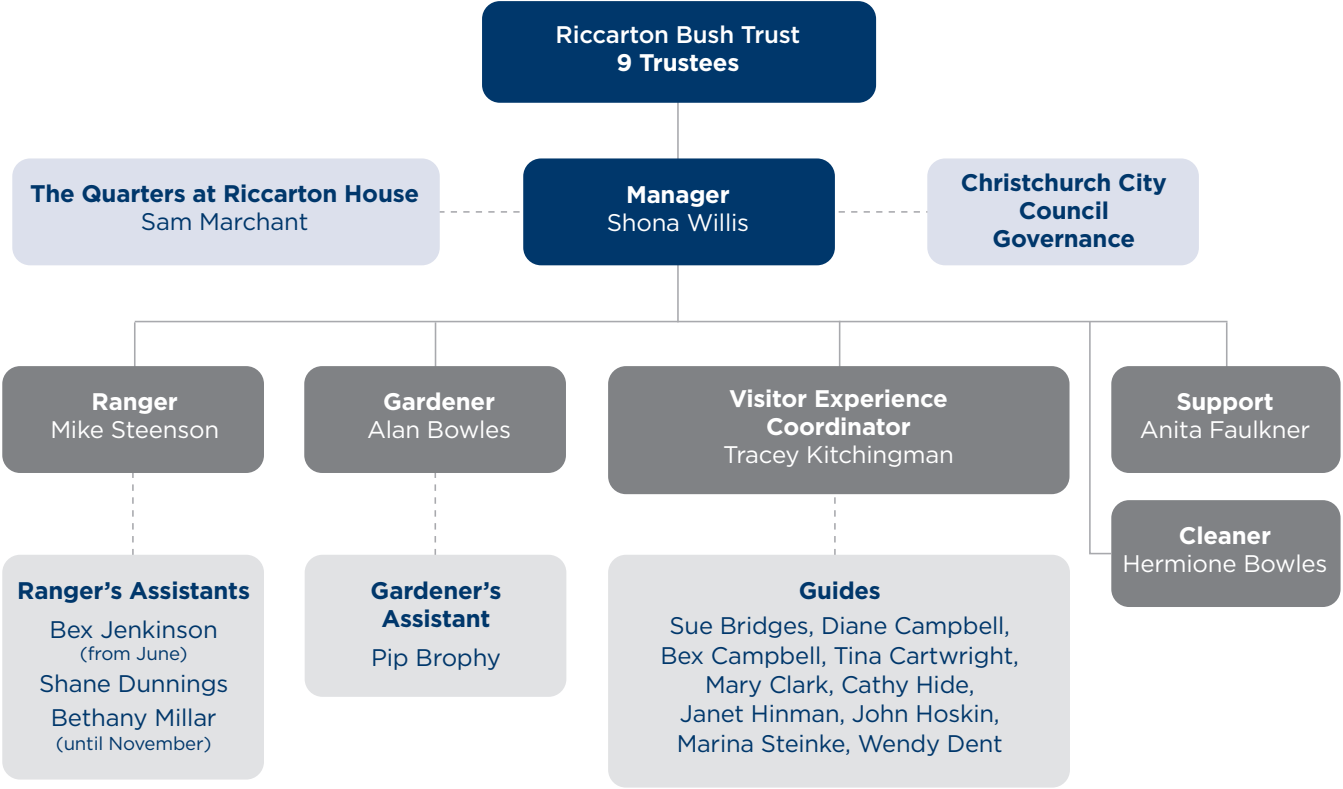 Riccarton Bush Trust
9 Trustees
The Quarters at Riccarton House
Sam Marchant
Manager
Shona Willis
Christchurch City
Council
Governance
Ranger
Mike Steenson
Gardener
Alan Bowles
Visitor Experience
Coordinator
Tracey Kitchingman
Support
Anita Faulkner
Cleaner
Hermione Bowles
Ranger’s Assistants
Bex Jenkinson
(from June)
Shane Dunnings
Bethany Millar
(until November)
Gardener’s
Assistant
Pip Brophy
Guides
Sue Bridges, Diane Campbell,
Bex Campbell, Tina Cartwright,
Mary Clark, Cathy Hide,
Janet Hinman, John Hoskin,
Marina Steinke, Wendy Dent